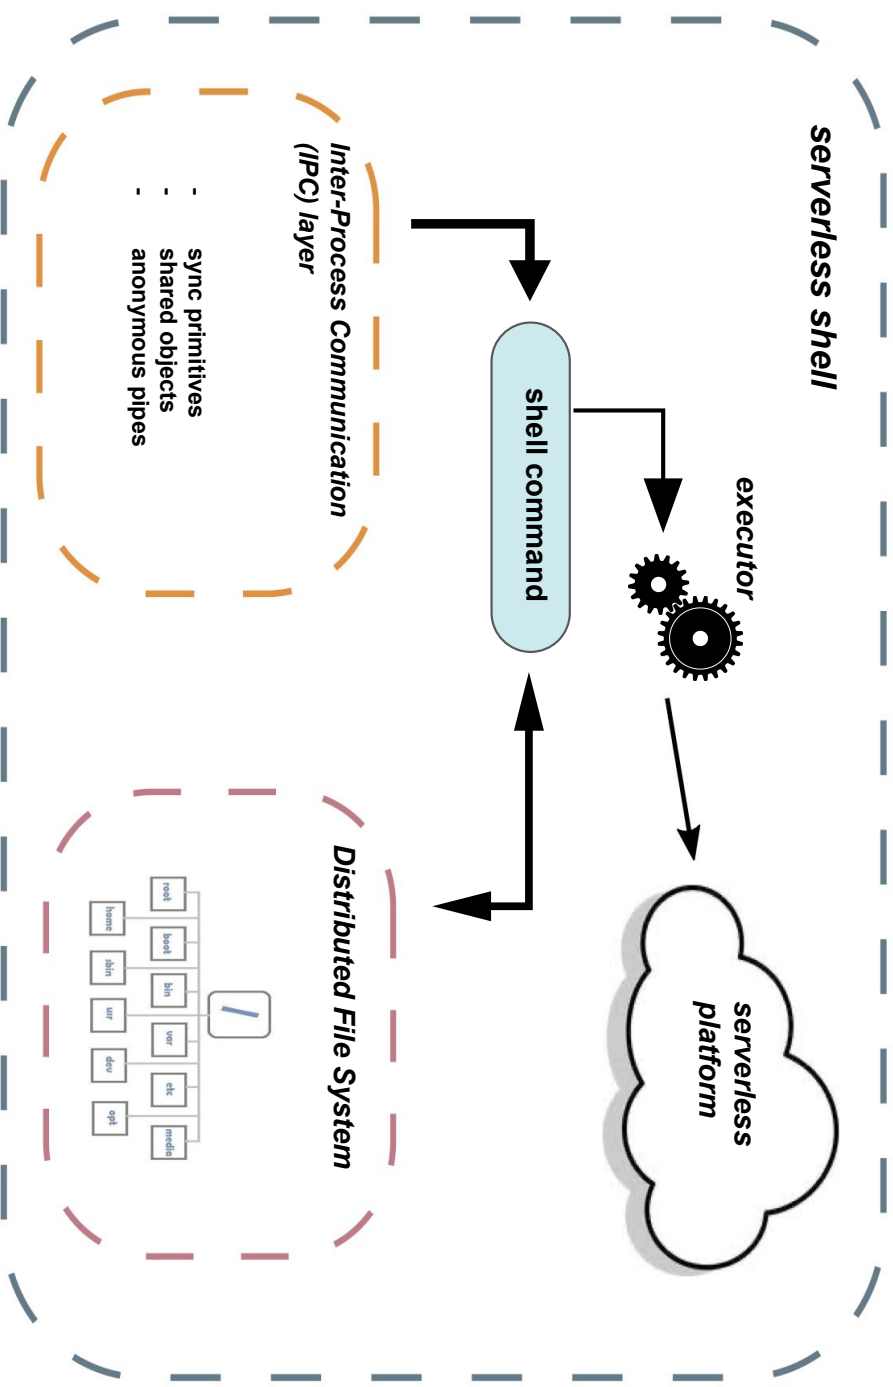 serverless shell
executor
serverless
platform
shell command
Inter-Process Communication
(IPC) layer
- sync primitives
- shared objects
- anonymous pipes
Distributed File System
/
root
boot
bin
var
etc
media
home
sbin
usr
dev
opt